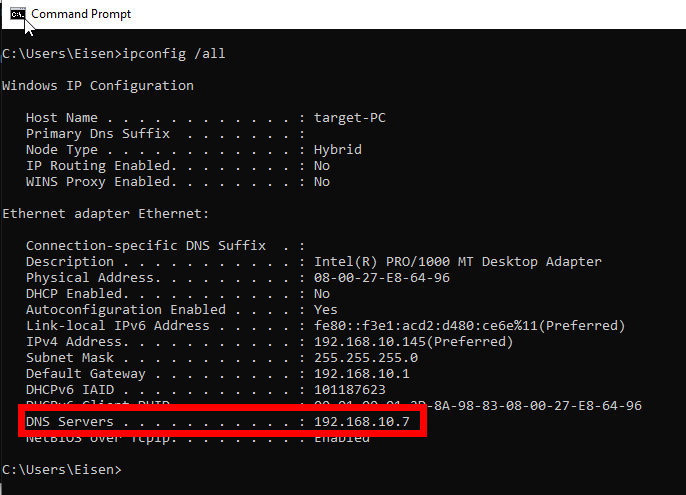 Command Prompt
C:\Users\Eisen>ipconfig /all
Windows IP Configuration
Host Name . . . . . . . . . . . . : target-PC
Primary Dns Suffix  . . . . . . . :
Node Type . . . . . . . . . . . . : Hybrid
IP Routing Enabled. . . . . . . . : No
WINS Proxy Enabled. . . . . . . . : No
Ethernet adapter Ethernet:
Connection-specific DNS Suffix  . :
Description . . . . . . . . . . . : Intel(R) PRO/1000 MT Desktop Adapter
Physical Address. . . . . . . . . : 08-00-27-E8-64-96
DHCP Enabled. . . . . . . . . . . : No
Autoconfiguration Enabled . . . . : Yes
Link-local IPv6 Address . . . . . : fe80::f3e1:acd2:d480:ce6e%11(Preferred)
IPv4 Address. . . . . . . . . . . : 192.168.10.145(Preferred)
Subnet Mask . . . . . . . . . . . : 255.255.255.0
Default Gateway . . . . . . . . . : 192.168.10.1
DHCPv6 IAID . . . . . . . . . . . : 101187623
DHCPv6 Client DUID -8A-98-83-08-00-27-E8-64-96
DNS Servers . . . . . . . . . . . : 192.168.10.7
NetBIOS over Tcpip. . . . . . . . : Enabled
C:\Users\Eisen>